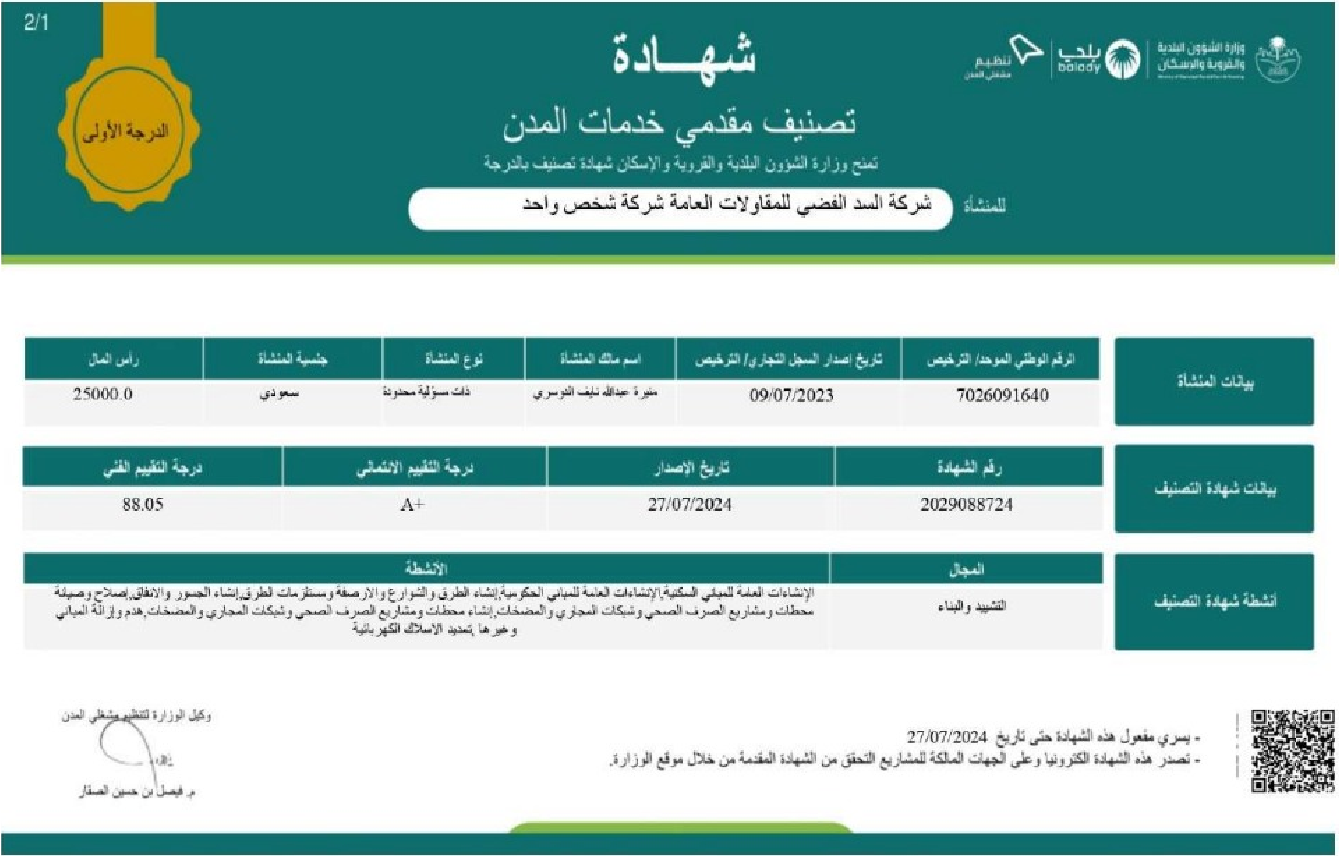 2/1
وزارة الشؤون البلدية
والقروية والإسكان
بلدي
balady
تنظيم
مشغلي المدن
الدرجة الأولى
شهادة
تصنيف مقدمي خدمات المدن
تمنح وزارة الشؤون البلدية والقروية والإسكان شهادة تصنيف بالدرجة
للمنشأة شركة السد الفضي للمقاولات العامة شركة شخص واحد
بيانات المنشأة
الرقم الوطني الموحد/ الترخيص تاريخ إصدار السجل التجاري/ الترخيص اسم مالك المنشأة نوع المنشأة جنسية المنشأة رأس المال
7026091640 09/07/2023 منيرة عبدالله نايف الدوسري ذات مسؤلية محدودة سعودي 25000.0
بيانات شهادة التصنيف
رقم الشهادة تاريخ الإصدار درجة التقييم الائتماني درجة التقييم الفني
2029088724 27/07/2024 A+ 88.05
أنشطة شهادة التصنيف
المجال الأنشطة
التشييد والبناء
الإنشاءات العامة للمباني السكنية,الإنشاءات العامة للمباني الحكومية,إنشاء الطرق والشوارع والارصفة ومستلزمات الطرق,إنشاء الجسور والانفاق,إصلاح وصيانة
محطات ومشاريع الصرف الصحي وشبكات المجاري والمضخات,إنشاء محطات ومشاريع الصرف الصحي وشبكات المجاري والمضخات,هدم وإزالة المباني
وغيرها ,تمديد الاسلاك الكهربائية
- يسري مفعول هذه الشهادة حتى تاريخ 27/07/2024
- تصدر هذه الشهادة الكترونيا وعلى الجهات المالكة للمشاريع التحقق من الشهادة المقدمة من خلال موقع الوزارة.
وكيل الوزارة لتنظيم مشغلي المدن
م. فيصل بن حسين الصفار